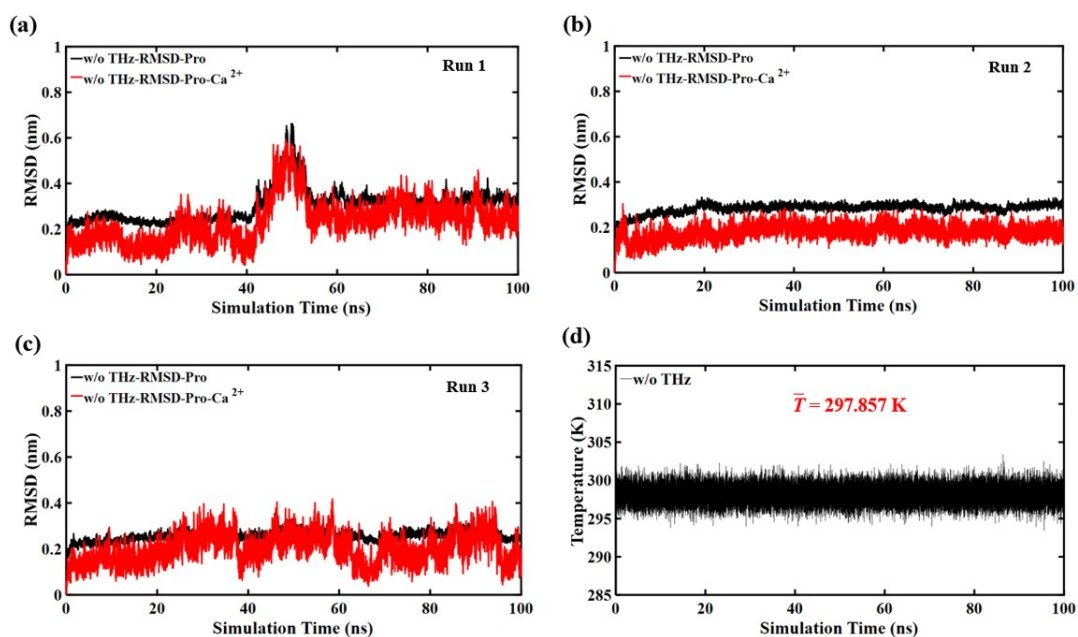 (a)
w/o THz-RMSD-Pro
w/o THz-RMSD-Pro-Ca 2+
Run 1
RMSD (nm)
1
0.8
0.6
0.4
0.2
0
0 20 40 60 80 100
Simulation Time (ns)
(b)
w/o THz-RMSD-Pro
w/o THz-RMSD-Pro-Ca 2+
Run 2
RMSD (nm)
1
0.8
0.6
0.4
0.2
0
0 20 40 60 80 100
Simulation Time (ns)
(c)
w/o THz-RMSD-Pro
w/o THz-RMSD-Pro-Ca 2+
Run 3
RMSD (nm)
1
0.8
0.6
0.4
0.2
0
0 20 40 60 80 100
Simulation Time (ns)
(d)
w/o THz
T̅ = 297.857 K
Temperature (K)
315
310
305
300
295
290
285
0 20 40 60 80 100
Simulation Time (ns)